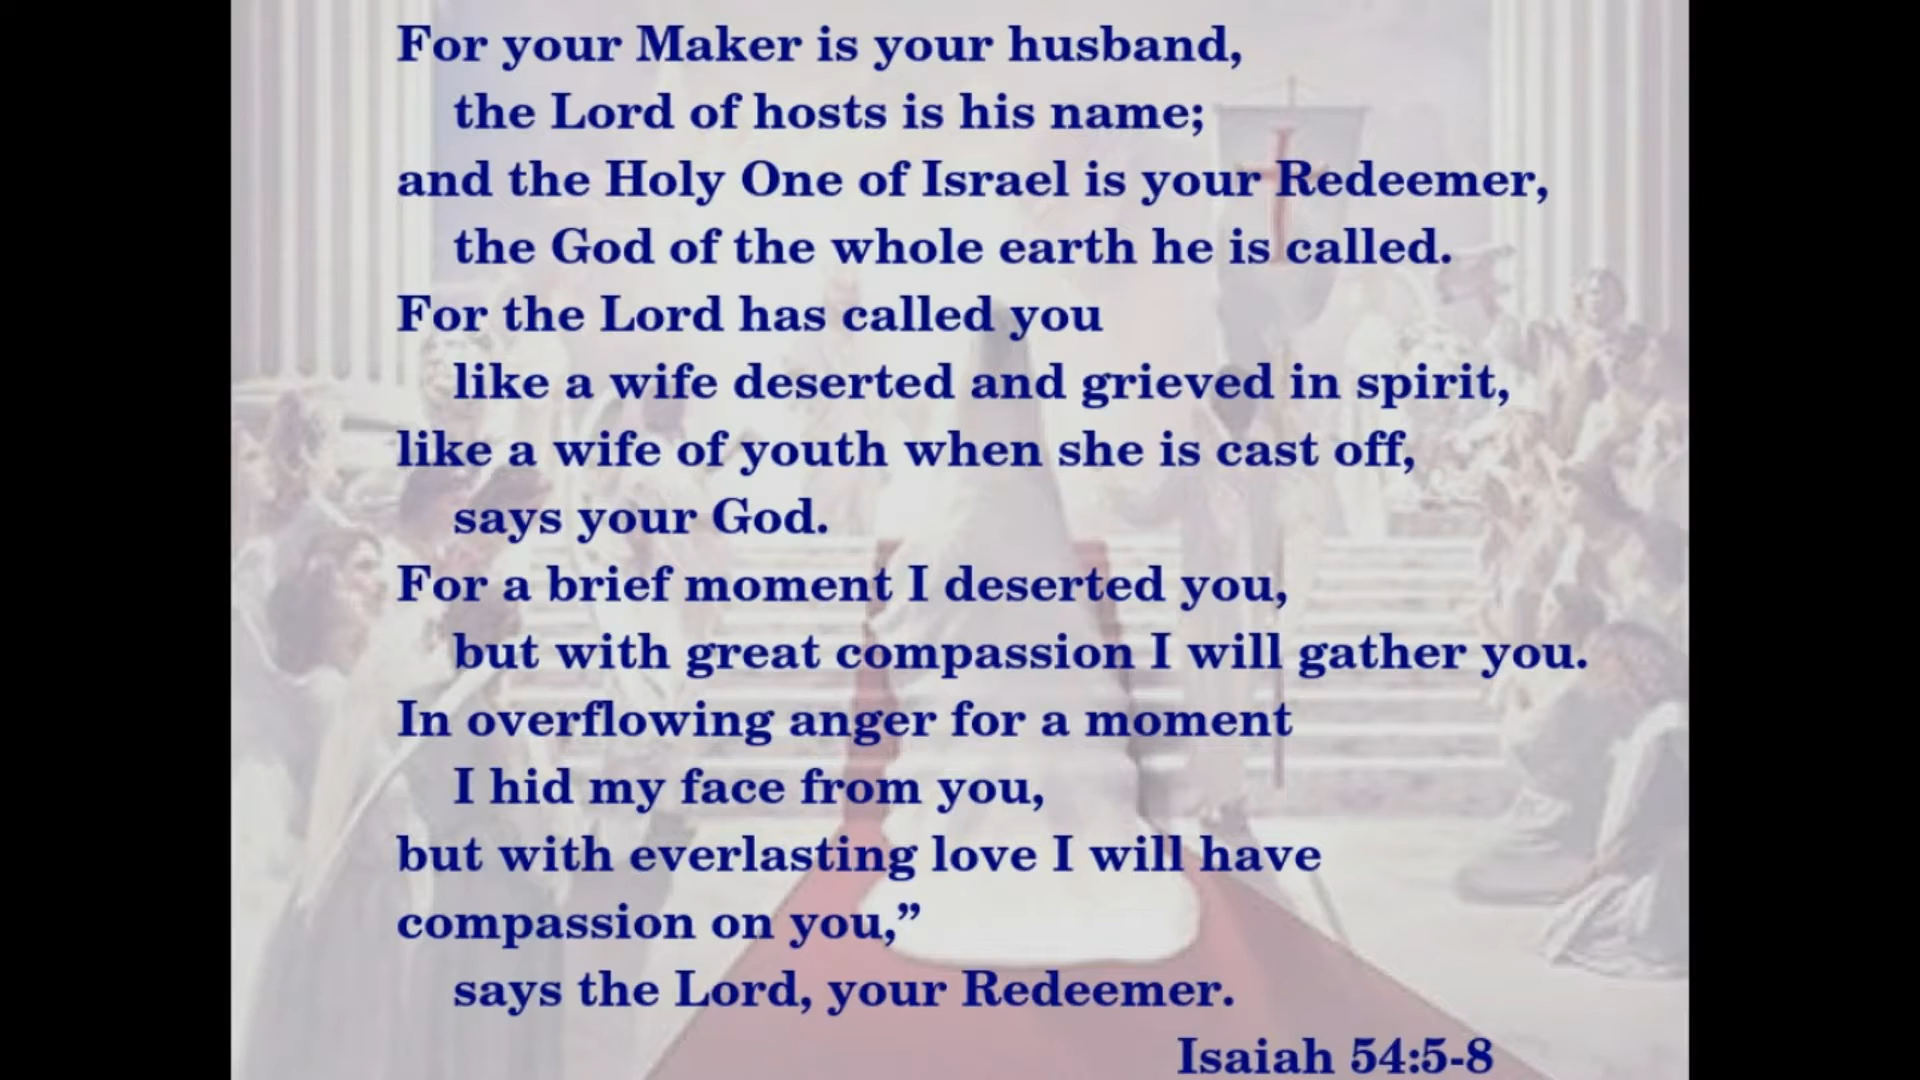 For your Maker is your husband,
the Lord of hosts is his name;
and the Holy One of Israel is your Redeemer,
the God of the whole earth he is called.
For the Lord has called you
like a wife deserted and grieved in spirit,
like a wife of youth when she is cast off,
says your God.
For a brief moment I deserted you,
but with great compassion I will gather you.
In overflowing anger for a moment
I hid my face from you,
but with everlasting love I will have
compassion on you,”
says the Lord, your Redeemer.
Isaiah 54:5-8